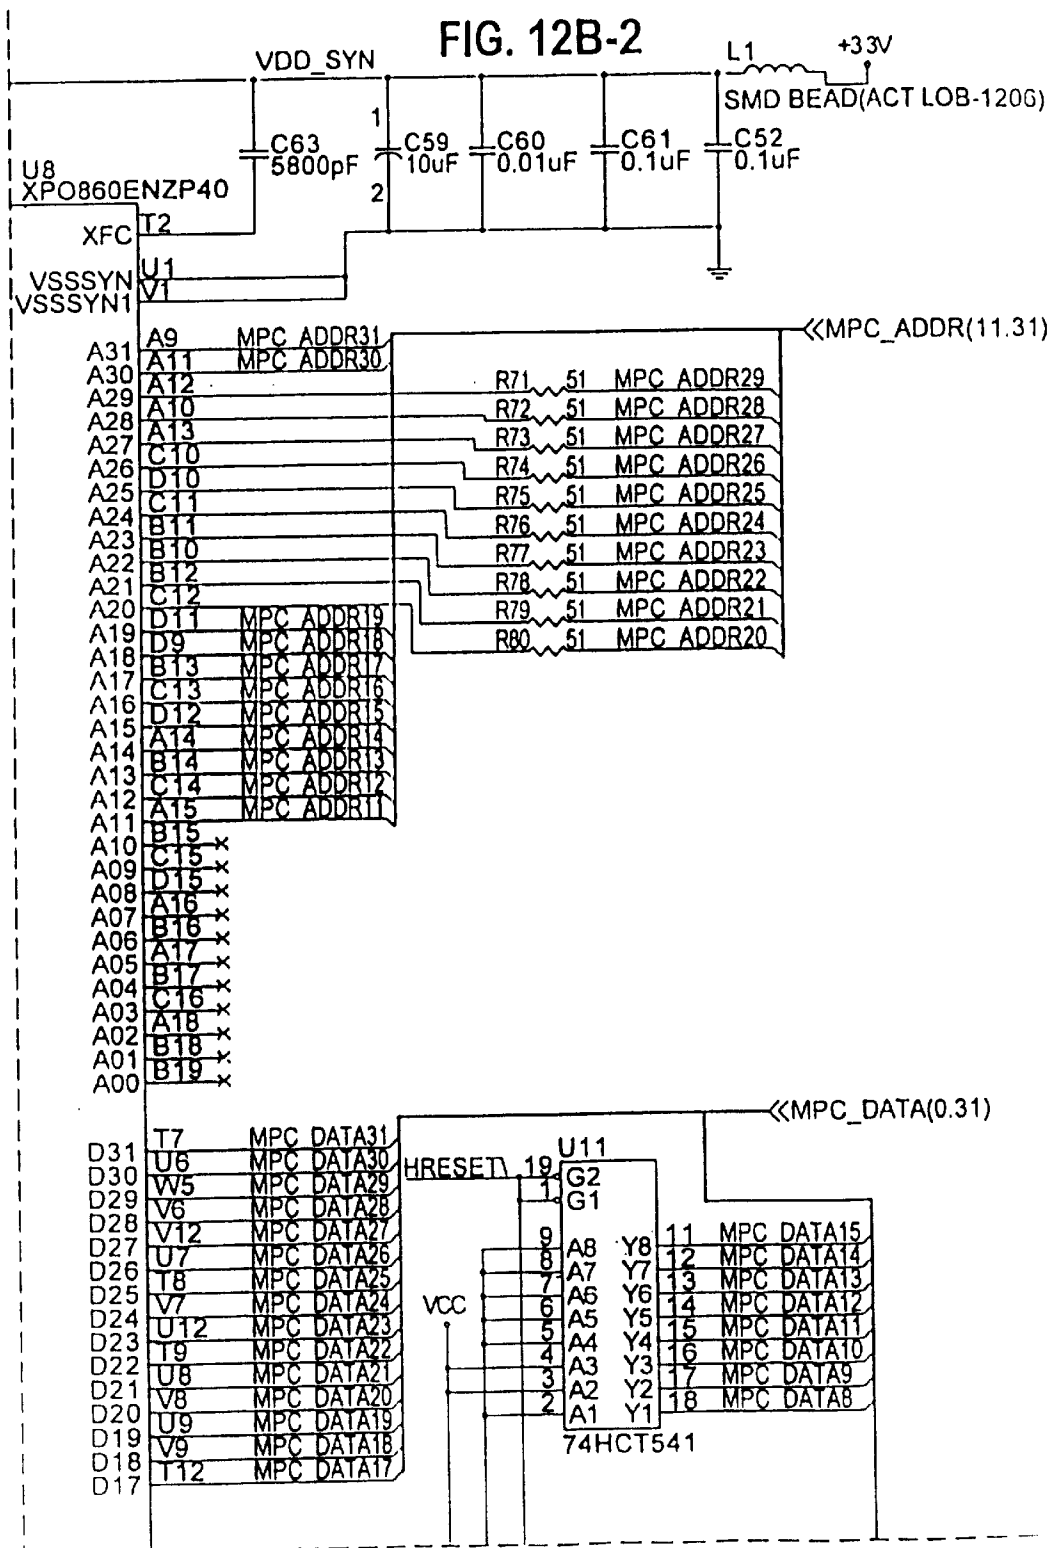 FIG. 12B-2
VDD_SYN
L1
+33V
SMD BEAD(ACT LOB-1206)
C63
5800pF
1
C59
10uF
2
C60
0.01uF
C61
0.1uF
C52
0.1uF
U8
XPO860ENZP40
XFC T2
VSSSYN U1
VSSSYN1 V1
<<MPC_ADDR(11.31)
A31 A9 MPC ADDR31
A30 A11 MPC ADDR30
A29 A12 R71 51 MPC ADDR29
A28 A10 R72 51 MPC ADDR28
A27 A13 R73 51 MPC ADDR27
A26 C10 R74 51 MPC ADDR26
A25 D10 R75 51 MPC ADDR25
A24 C11 R76 51 MPC ADDR24
A23 B11 R77 51 MPC ADDR23
A22 B10 R78 51 MPC ADDR22
A21 B12 R79 51 MPC ADDR21
A20 C12 R80 51 MPC ADDR20
A19 D11 MPC ADDR19
A18 D9 MPC ADDR18
A17 B13 MPC ADDR17
A16 C13 MPC ADDR16
A15 D12 MPC ADDR15
A14 A14 MPC ADDR14
A13 B14 MPC ADDR13
A12 C14 MPC ADDR12
A11 A15 MPC ADDR11
A10 B15
A09 C15
A08 D15
A07 A16
A06 B16
A05 A17
A04 B17
A03 C16
A02 A18
A01 B18
A00 B19
<<MPC_DATA(0.31)
D31 T7 MPC DATA31
D30 U6 MPC DATA30
D29 W5 MPC DATA29
D28 V6 MPC DATA28
D27 V12 MPC DATA27
D26 U7 MPC DATA26
D25 T8 MPC DATA25
D24 V7 MPC DATA24
D23 U12 MPC DATA23
D22 T9 MPC DATA22
D21 U8 MPC DATA21
D20 V8 MPC DATA20
D19 U9 MPC DATA19
D18 V9 MPC DATA18
D17 T12 MPC DATA17
U11
HRESET\ 19 G2
1 G1
9 A8 Y8 11 MPC DATA15
8 A7 Y7 12 MPC DATA14
7 A6 Y6 13 MPC DATA13
6 A5 Y5 14 MPC DATA12
5 A4 Y4 15 MPC DATA11
4 A3 Y3 16 MPC DATA10
3 A2 Y2 17 MPC DATA9
2 A1 Y1 18 MPC DATA8
VCC
74HCT541